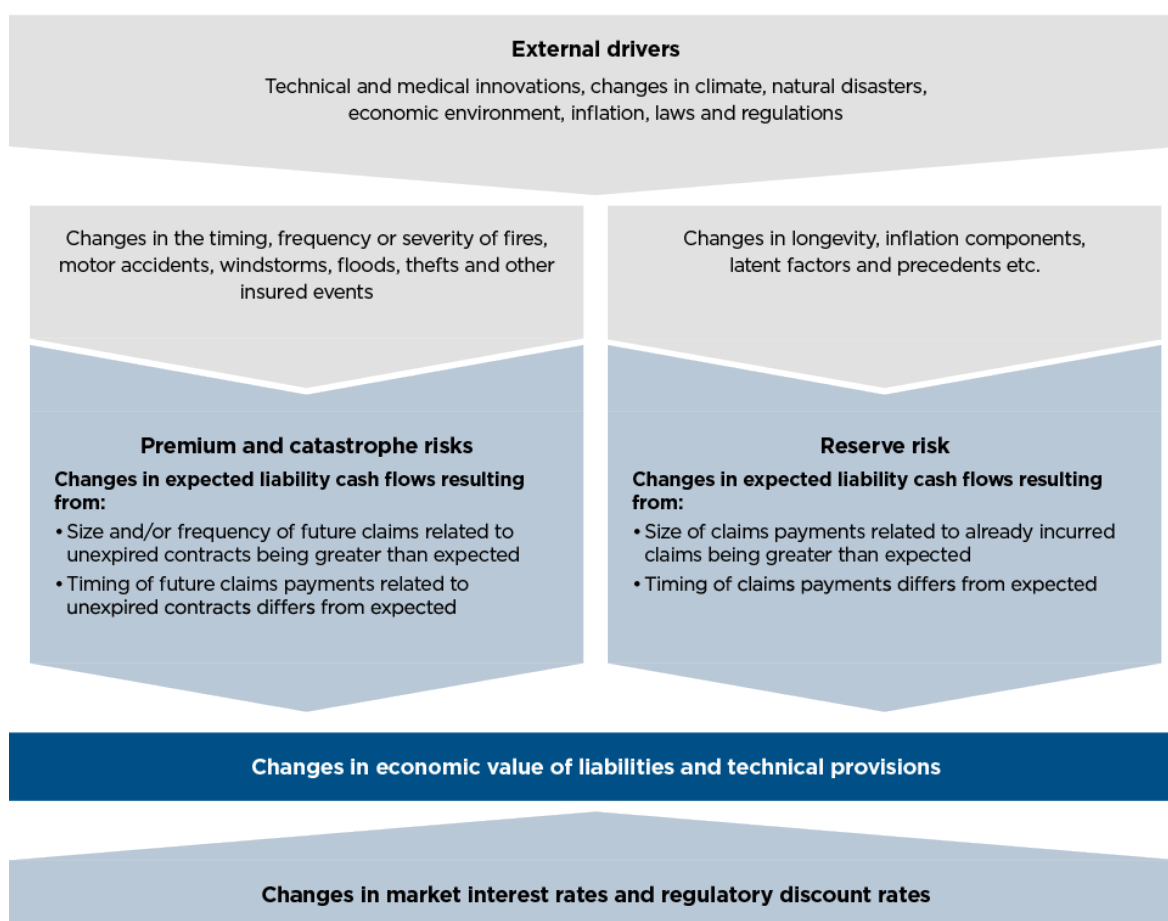 External drivers
Technical and medical innovations, changes in climate, natural disasters,
economic environment, inflation, laws and regulations
Changes in the timing, frequency or severity of fires,
motor accidents, windstorms, floods, thefts and other
insured events
Changes in longevity, inflation components,
latent factors and precedents etc.
Premium and catastrophe risks
Changes in expected liability cash flows resulting
from:
• Size and/or frequency of future claims related to
unexpired contracts being greater than expected
• Timing of future claims payments related to
unexpired contracts differs from expected
Reserve risk
Changes in expected liability cash flows resulting
from:
• Size of claims payments related to already incurred
claims being greater than expected
• Timing of claims payments differs from expected
Changes in economic value of liabilities and technical provisions
Changes in market interest rates and regulatory discount rates